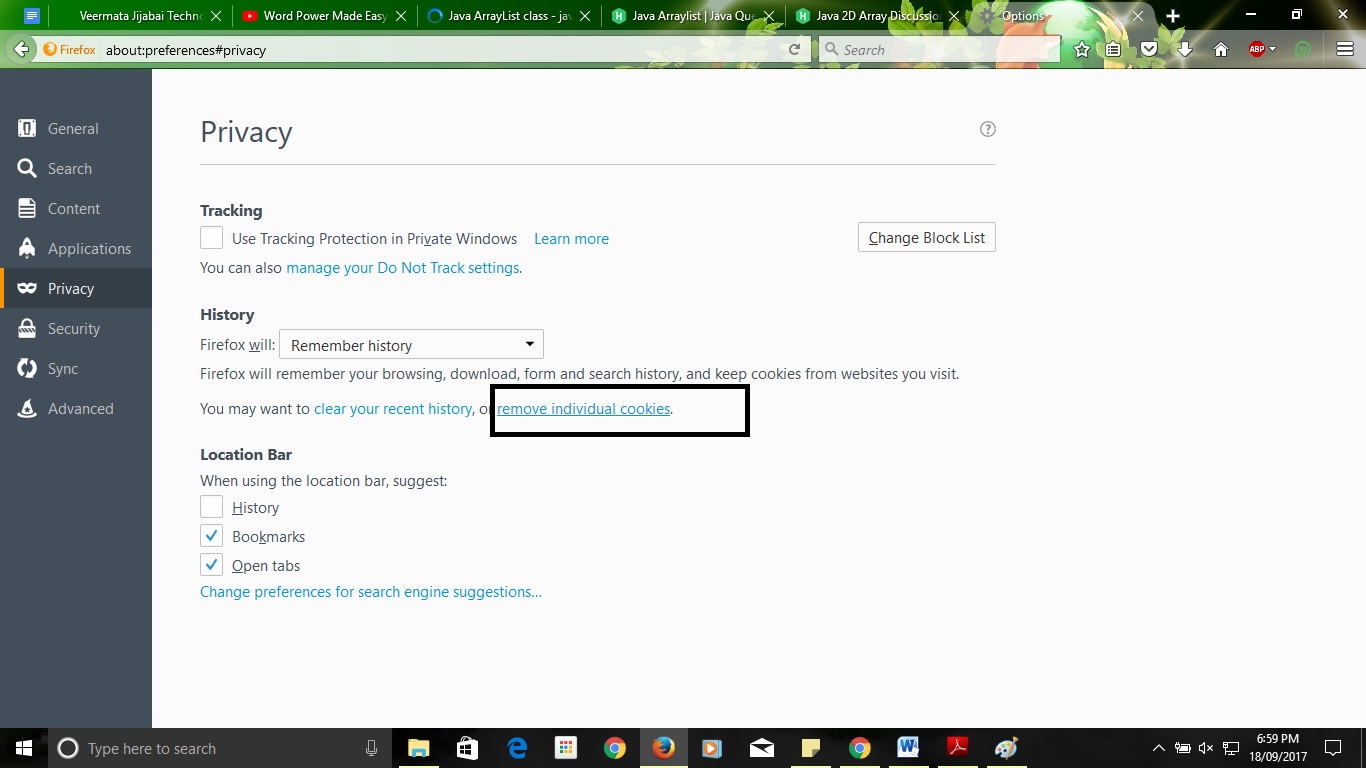 Veermata Jijabai Techno
Word Power Made Easy
Java ArrayList class - jav
Java Arraylist | Java Que
Java 2D Array Discussion
Options
Firefox
about:preferences#privacy
Search
ABP
General
Search
Content
Applications
Privacy
Security
Sync
Advanced
Privacy
?
Tracking
Use Tracking Protection in Private Windows Learn more
Change Block List
You can also manage your Do Not Track settings.
History
Firefox will: Remember history
Firefox will remember your browsing, download, form and search history, and keep cookies from websites you visit.
You may want to clear your recent history, or remove individual cookies.
Location Bar
When using the location bar, suggest:
History
Bookmarks
Open tabs
Change preferences for search engine suggestions...
Type here to search
6:59 PM
18/09/2017